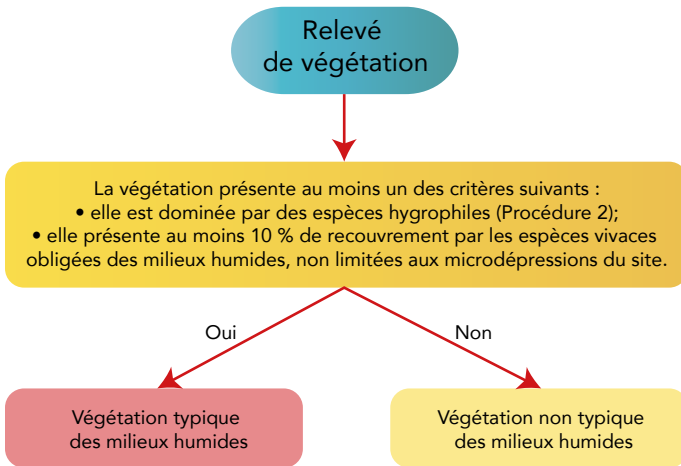 Relevé
de végétation
La végétation présente au moins un des critères suivants :
• elle est dominée par des espèces hygrophiles (Procédure 2);
• elle présente au moins 10 % de recouvrement par les espèces vivaces
obligées des milieux humides, non limitées aux microdépressions du site.
Oui
Non
Végétation typique
des milieux humides
Végétation non typique
des milieux humides